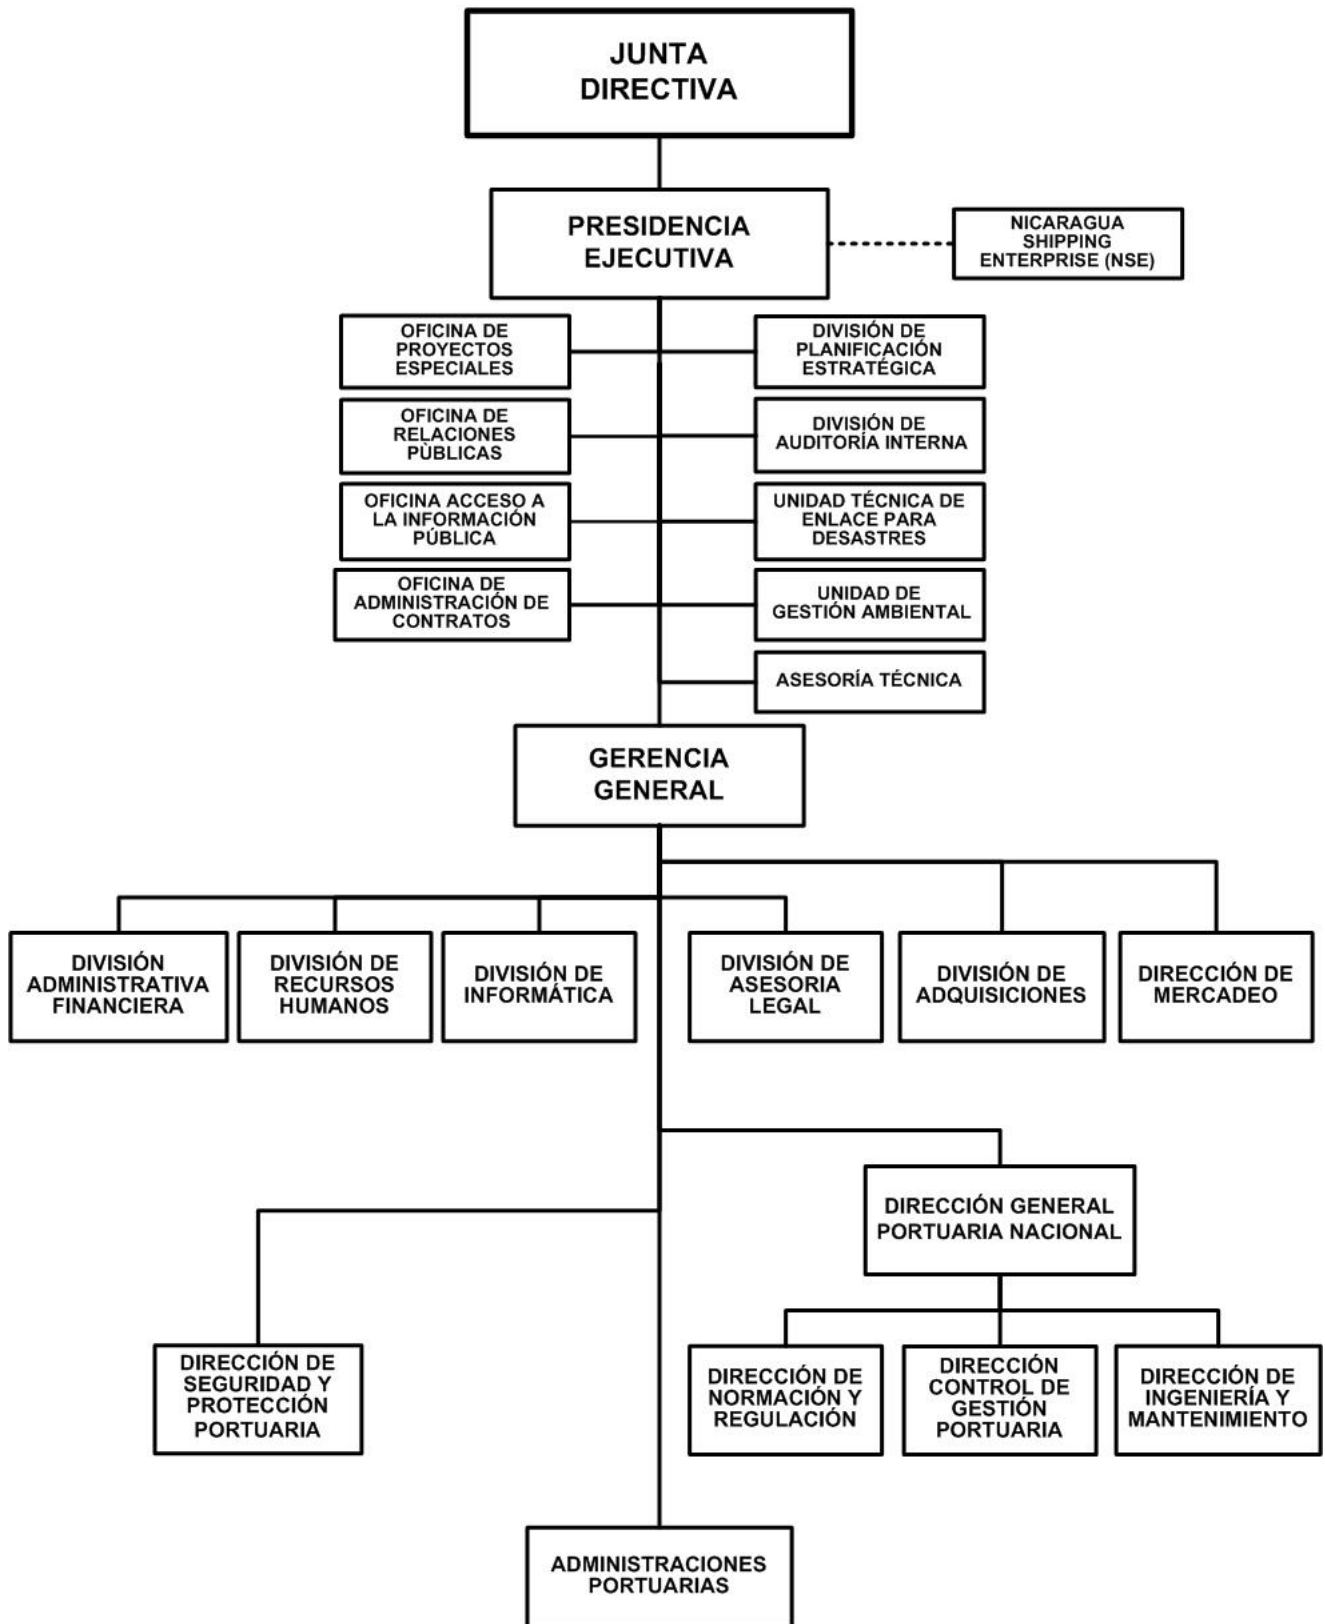 JUNTA
DIRECTIVA
PRESIDENCIA
EJECUTIVA
NICARAGUA
SHIPPING
ENTERPRISE (NSE)
OFICINA DE
PROYECTOS
ESPECIALES
DIVISIÓN DE
PLANIFICACIÓN
ESTRATÉGICA
OFICINA DE
RELACIONES
PÙBLICAS
DIVISIÓN DE
AUDITORÍA INTERNA
OFICINA ACCESO A
LA INFORMACIÓN
PÚBLICA
UNIDAD TÉCNICA DE
ENLACE PARA
DESASTRES
OFICINA DE
ADMINISTRACIÓN DE
CONTRATOS
UNIDAD DE
GESTIÓN AMBIENTAL
ASESORÍA TÉCNICA
GERENCIA
GENERAL
DIVISIÓN
ADMINISTRATIVA
FINANCIERA
DIVISIÓN DE
RECURSOS
HUMANOS
DIVISIÓN DE
INFORMÁTICA
DIVISIÓN DE
ASESORIA
LEGAL
DIVISIÓN DE
ADQUISICIONES
DIRECCIÓN DE
MERCADEO
DIRECCIÓN GENERAL
PORTUARIA NACIONAL
DIRECCIÓN DE
SEGURIDAD Y
PROTECCIÓN
PORTUARIA
DIRECCIÓN DE
NORMACIÓN Y
REGULACIÓN
DIRECCIÓN
CONTROL DE
GESTIÓN
PORTUARIA
DIRECCIÓN DE
INGENIERÍA Y
MANTENIMIENTO
ADMINISTRACIONES
PORTUARIAS